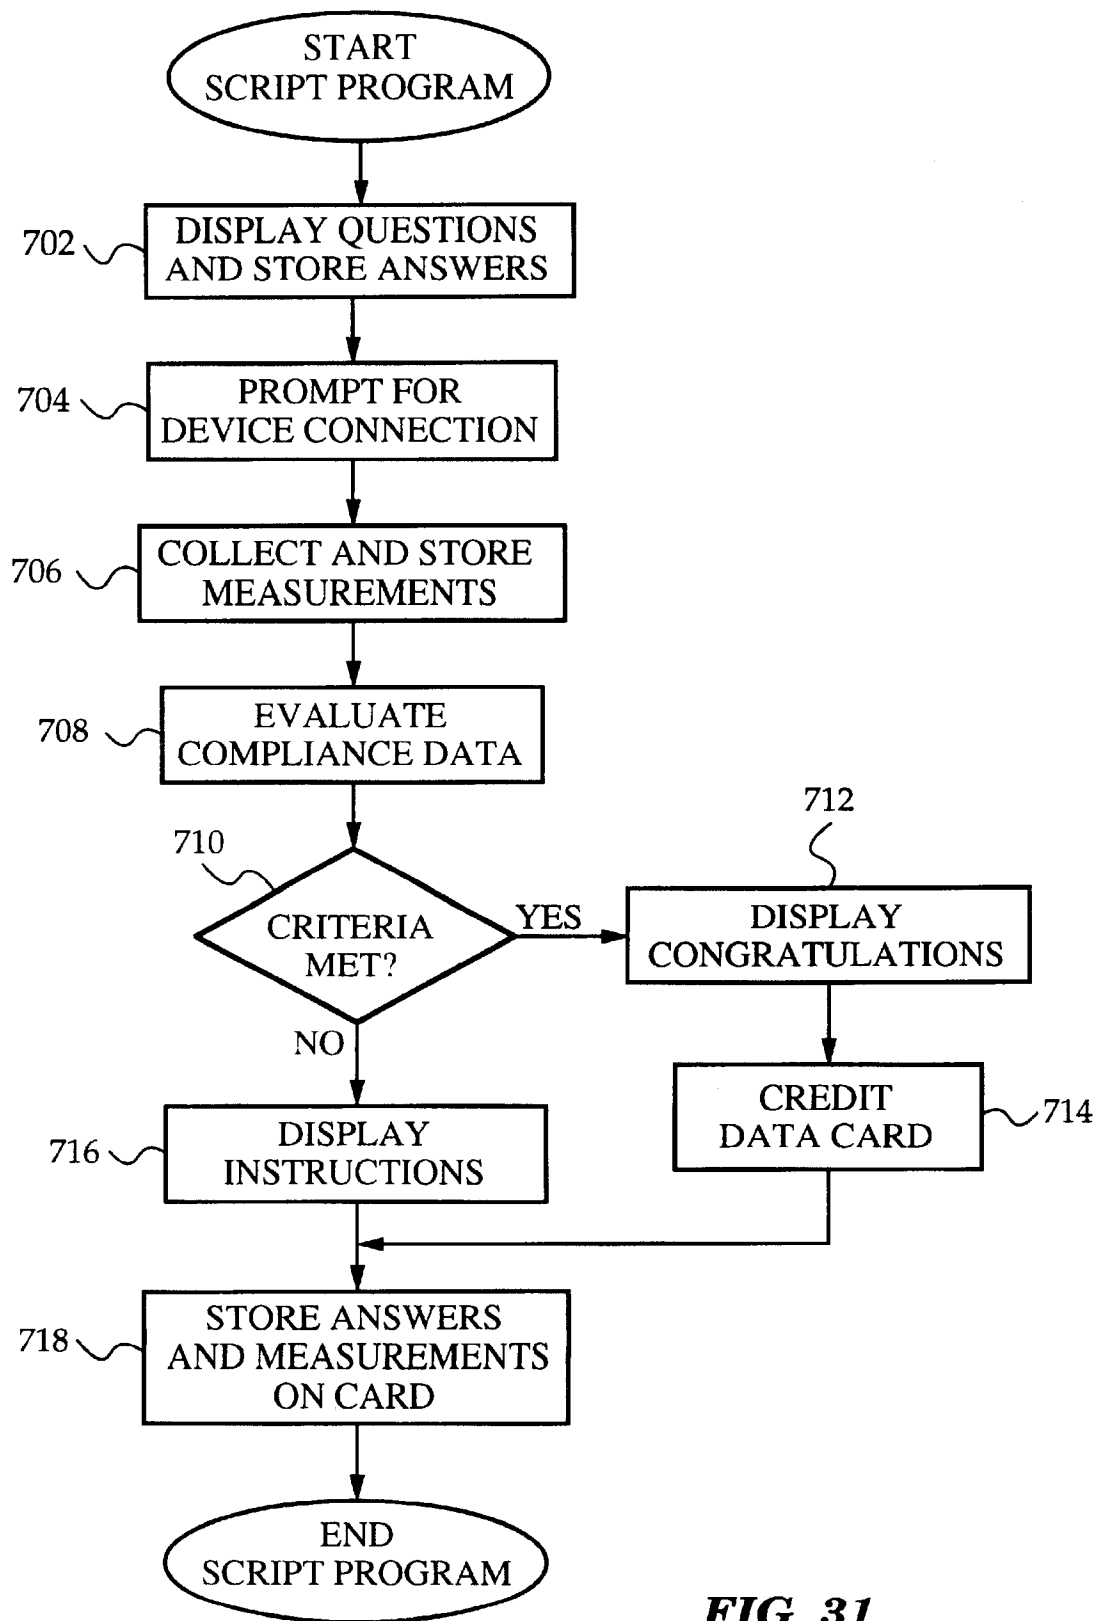 START
SCRIPT PROGRAM
702
DISPLAY QUESTIONS
AND STORE ANSWERS
704
PROMPT FOR
DEVICE CONNECTION
706
COLLECT AND STORE
MEASUREMENTS
708
EVALUATE
COMPLIANCE DATA
710
CRITERIA
MET?
YES
712
DISPLAY
CONGRATULATIONS
NO
CREDIT
DATA CARD
714
716
DISPLAY
INSTRUCTIONS
718
STORE ANSWERS
AND MEASUREMENTS
ON CARD
END
SCRIPT PROGRAM
FIG. 31